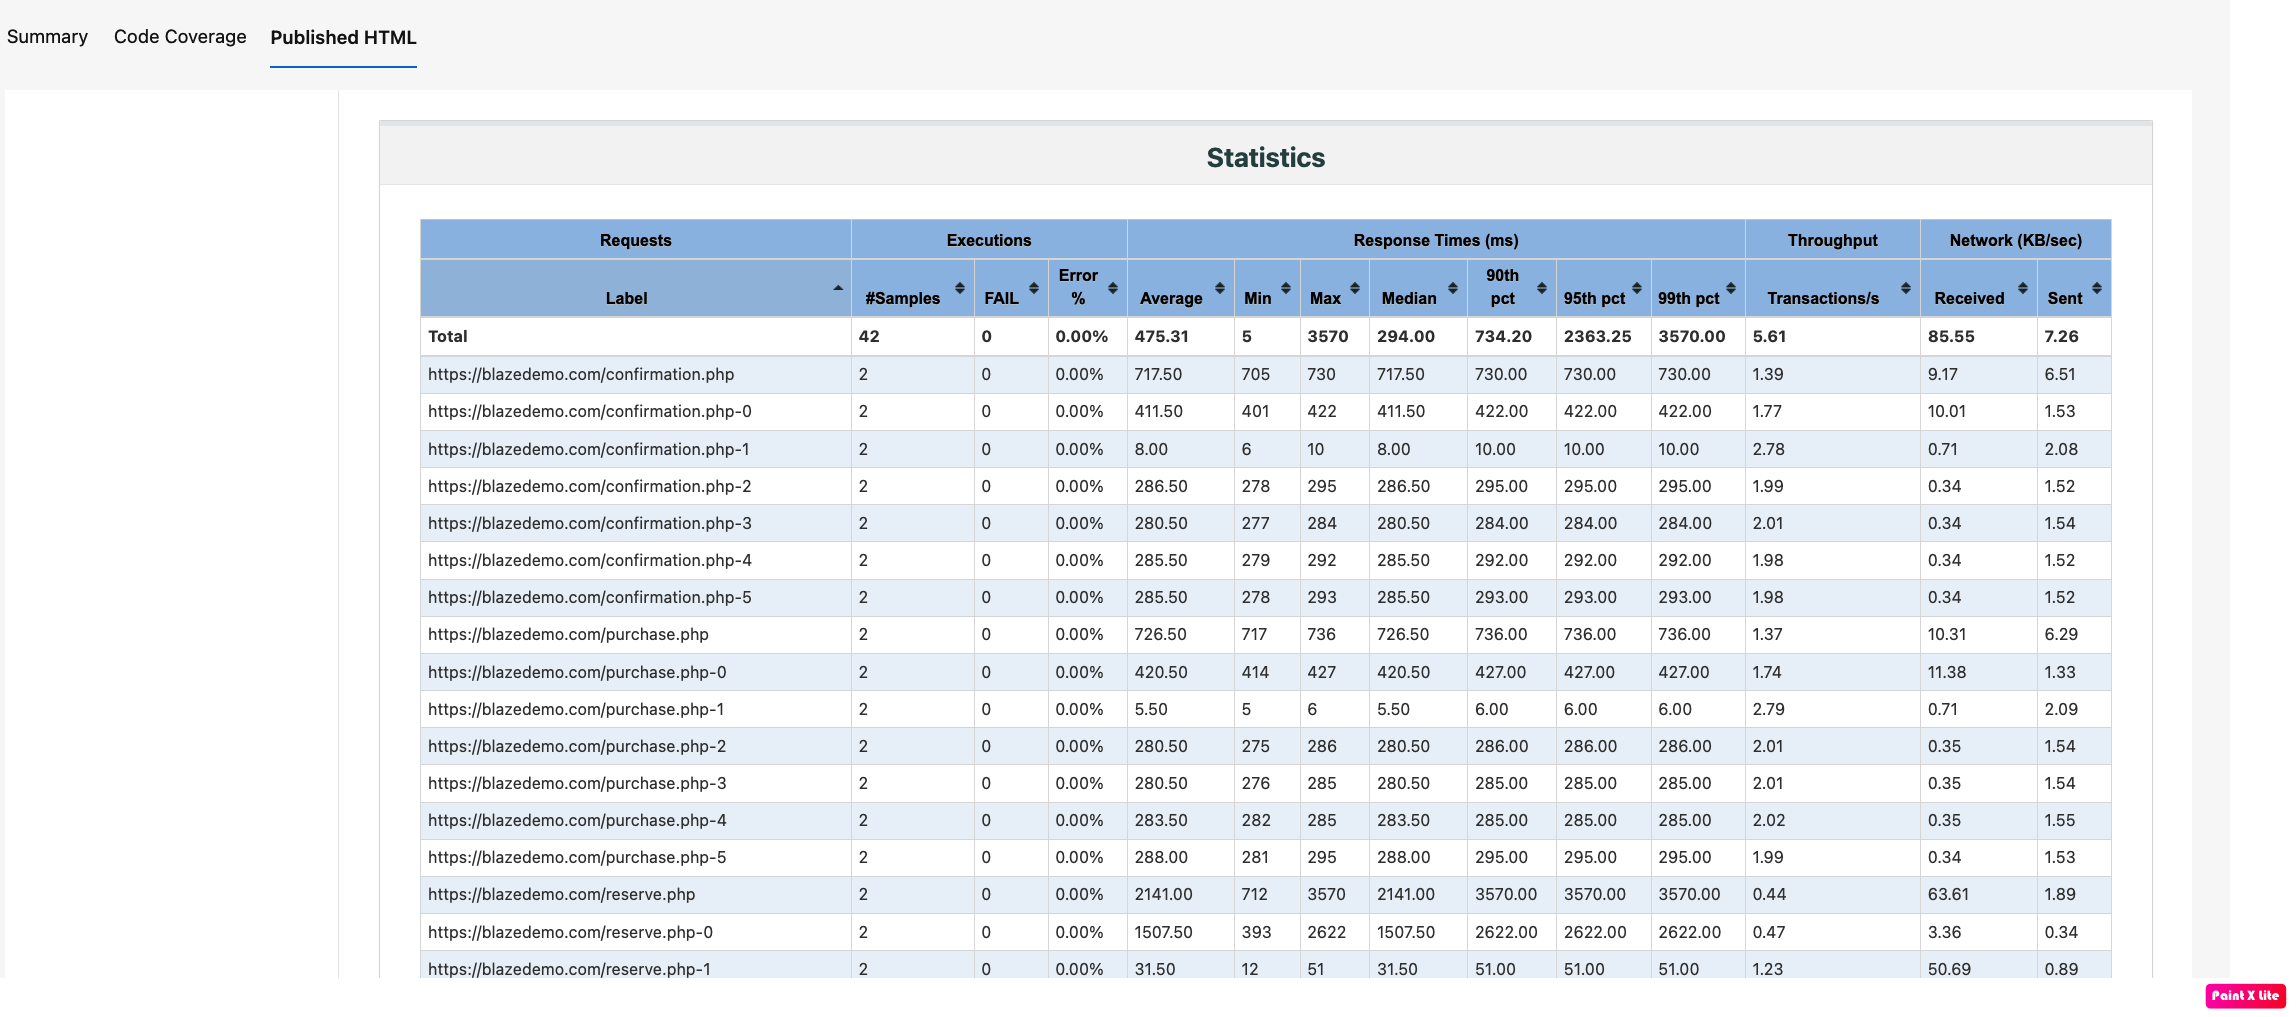 Summary Code Coverage Published HTML
Statistics
Requests Executions Response Times (ms) Throughput Network (KB/sec)
Label #Samples FAIL Error % Average Min Max Median 90th pct 95th pct 99th pct Transactions/s Received Sent
Total 42 0 0.00% 475.31 5 3570 294.00 734.20 2363.25 3570.00 5.61 85.55 7.26
https://blazedemo.com/confirmation.php 2 0 0.00% 717.50 705 730 717.50 730.00 730.00 730.00 1.39 9.17 6.51
https://blazedemo.com/confirmation.php-0 2 0 0.00% 411.50 401 422 411.50 422.00 422.00 422.00 1.77 10.01 1.53
https://blazedemo.com/confirmation.php-1 2 0 0.00% 8.00 6 10 8.00 10.00 10.00 10.00 2.78 0.71 2.08
https://blazedemo.com/confirmation.php-2 2 0 0.00% 286.50 278 295 286.50 295.00 295.00 295.00 1.99 0.34 1.52
https://blazedemo.com/confirmation.php-3 2 0 0.00% 280.50 277 284 280.50 284.00 284.00 284.00 2.01 0.34 1.54
https://blazedemo.com/confirmation.php-4 2 0 0.00% 285.50 279 292 285.50 292.00 292.00 292.00 1.98 0.34 1.52
https://blazedemo.com/confirmation.php-5 2 0 0.00% 285.50 278 293 285.50 293.00 293.00 293.00 1.98 0.34 1.52
https://blazedemo.com/purchase.php 2 0 0.00% 726.50 717 736 726.50 736.00 736.00 736.00 1.37 10.31 6.29
https://blazedemo.com/purchase.php-0 2 0 0.00% 420.50 414 427 420.50 427.00 427.00 427.00 1.74 11.38 1.33
https://blazedemo.com/purchase.php-1 2 0 0.00% 5.50 5 6 5.50 6.00 6.00 6.00 2.79 0.71 2.09
https://blazedemo.com/purchase.php-2 2 0 0.00% 280.50 275 286 280.50 286.00 286.00 286.00 2.01 0.35 1.54
https://blazedemo.com/purchase.php-3 2 0 0.00% 280.50 276 285 280.50 285.00 285.00 285.00 2.01 0.35 1.54
https://blazedemo.com/purchase.php-4 2 0 0.00% 283.50 282 285 283.50 285.00 285.00 285.00 2.02 0.35 1.55
https://blazedemo.com/purchase.php-5 2 0 0.00% 288.00 281 295 288.00 295.00 295.00 295.00 1.99 0.34 1.53
https://blazedemo.com/reserve.php 2 0 0.00% 2141.00 712 3570 2141.00 3570.00 3570.00 3570.00 0.44 63.61 1.89
https://blazedemo.com/reserve.php-0 2 0 0.00% 1507.50 393 2622 1507.50 2622.00 2622.00 2622.00 0.47 3.36 0.34
https://blazedemo.com/reserve.php-1 2 0 0.00% 31.50 12 51 31.50 51.00 51.00 51.00 1.23 50.69 0.89
Paint X Lite